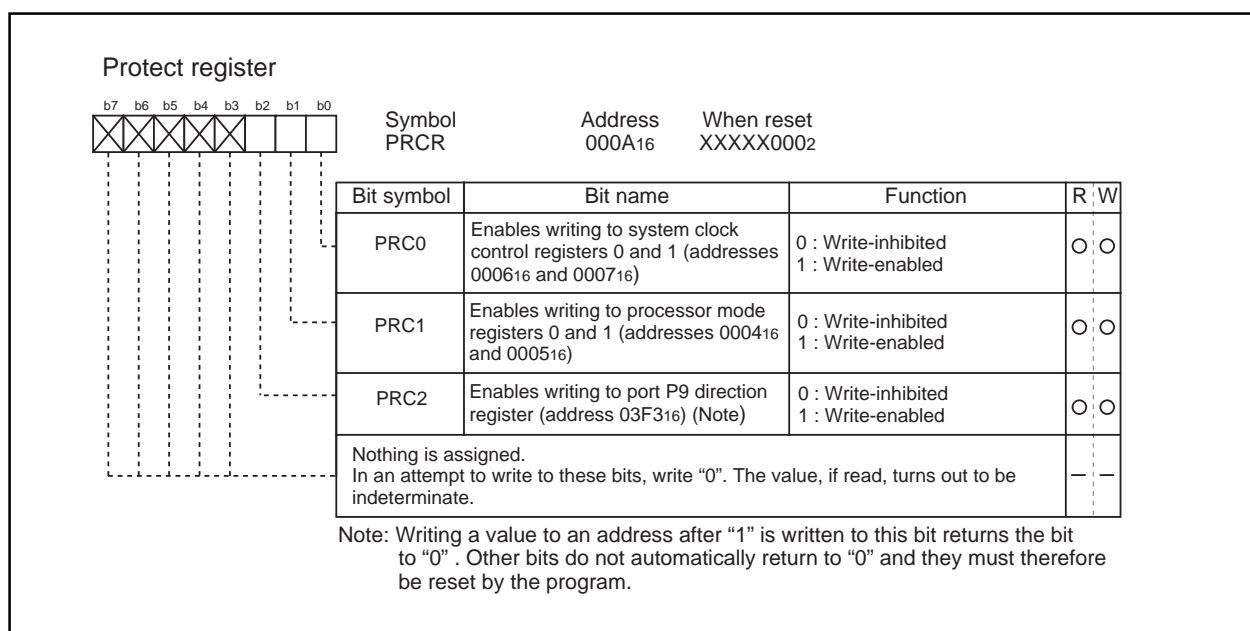 Protect register
b7 b6 b5 b4 b3 b2 b1 b0
Symbol Address When reset
PRCR 000A16 XXXXX0002
Bit symbol Bit name Function R W
PRC0 Enables writing to system clock
control registers 0 and 1 (addresses
000616 and 000716)
0 : Write-inhibited
1 : Write-enabled
PRC1 Enables writing to processor mode
registers 0 and 1 (addresses 000416
and 000516)
0 : Write-inhibited
1 : Write-enabled
PRC2 Enables writing to port P9 direction
register (address 03F316) (Note)
0 : Write-inhibited
1 : Write-enabled
Nothing is assigned.
In an attempt to write to these bits, write “0”. The value, if read, turns out to be
indeterminate.
Note: Writing a value to an address after “1” is written to this bit returns the bit
to “0” . Other bits do not automatically return to “0” and they must therefore
be reset by the program.